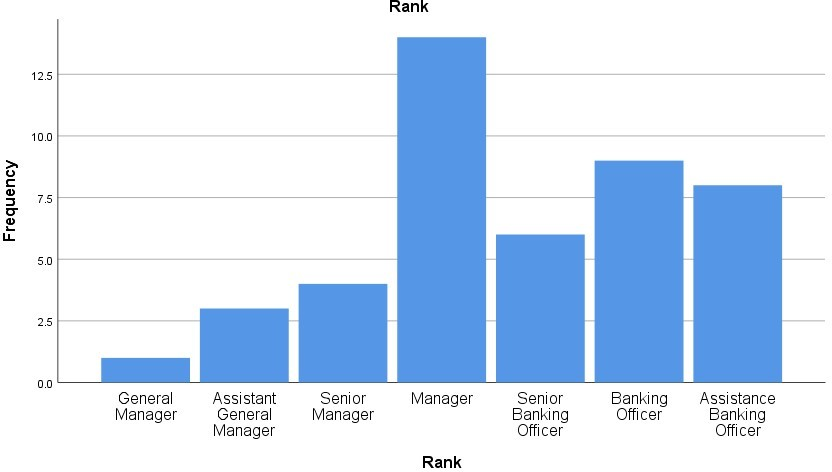 Rank
Frequency
12.5
10.0
7.5
5.0
2.5
0.0
General
Manager
Assistant
General
Manager
Senior
Manager
Manager
Senior
Banking
Officer
Banking
Officer
Assistance
Banking
Officer
Rank